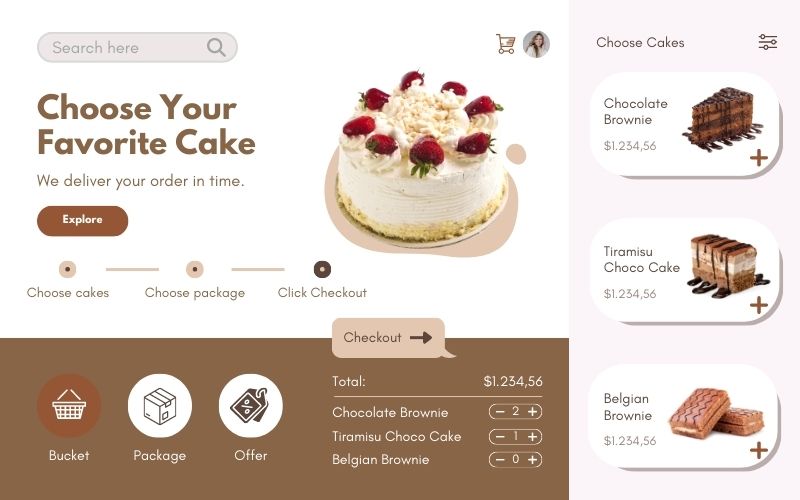 Search here
Choose Your
Favorite Cake
We deliver your order in time.
Explore
Choose cakes
Choose package
Click Checkout
Checkout
Bucket
Package
Offer
Total: $1.234,56
Chocolate Brownie 2
Tiramisu Choco Cake 1
Belgian Brownie 0
Choose Cakes
Chocolate
Brownie
$1.234,56
Tiramisu
Choco Cake
$1.234,56
Belgian
Brownie
$1.234,56